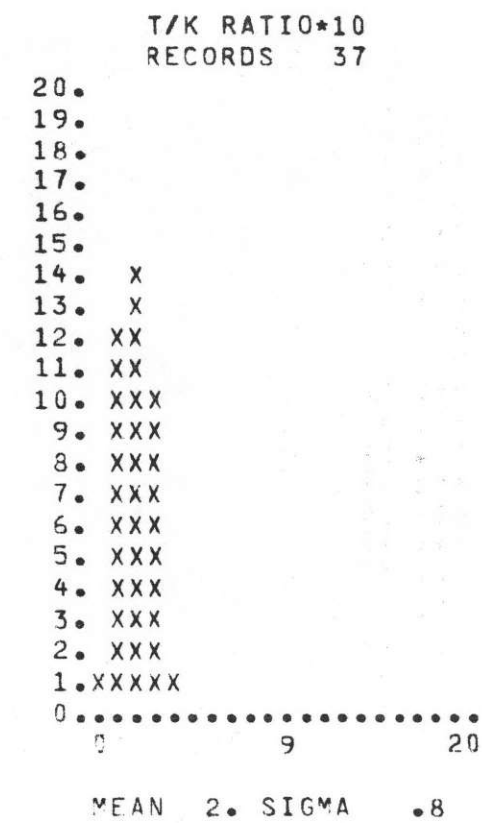 T/K RATIO*10
RECORDS 37
20.
19.
18.
17.
16.
15.
14. X
13. X
12. XX
11. XX
10. XXX
9. XXX
8. XXX
7. XXX
6. XXX
5. XXX
4. XXX
3. XXX
2. XXX
1.XXXXX
0......................
0 9 20
MEAN 2. SIGMA .8